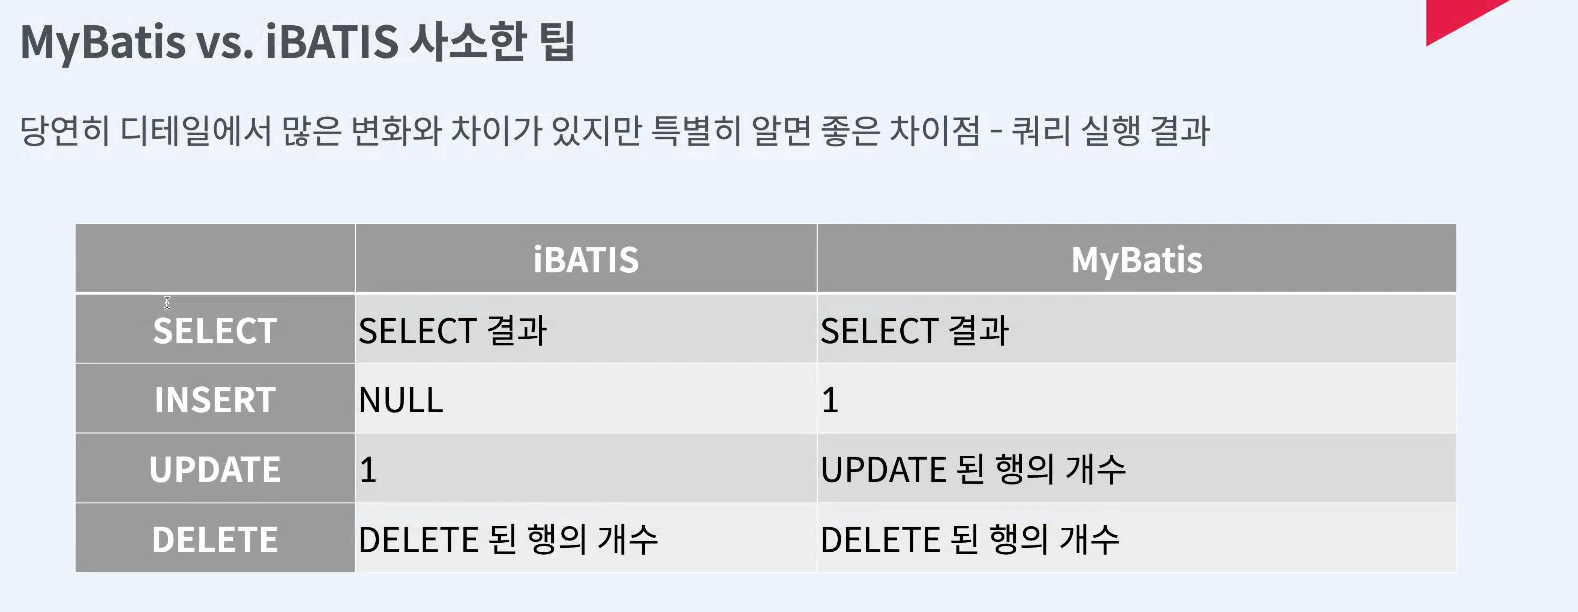 MyBatis vs. iBATIS 사소한 팁
당연히 디테일에서 많은 변화와 차이가 있지만 특별히 알면 좋은 차이점 - 쿼리 실행 결과
iBATIS MyBatis
SELECT SELECT 결과 SELECT 결과
INSERT NULL 1
UPDATE 1 UPDATE 된 행의 개수
DELETE DELETE 된 행의 개수 DELETE 된 행의 개수